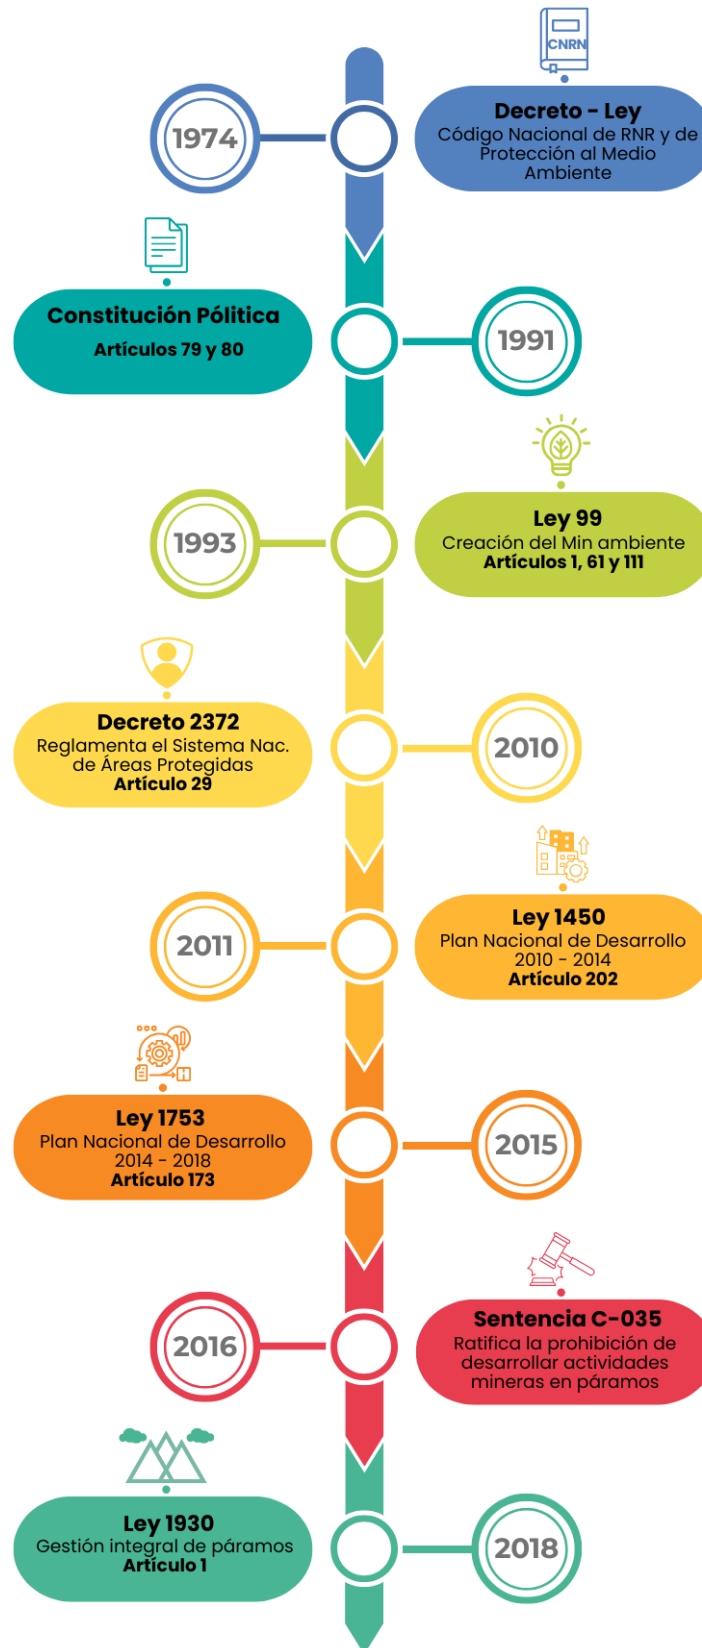 CNRN
1974
Decreto - Ley
Código Nacional de RNR y de
Protección al Medio
Ambiente
Constitución Pólitica
Artículos 79 y 80
1991
1993
Ley 99
Creación del Min ambiente
Artículos 1, 61 y 111
Decreto 2372
Reglamenta el Sistema Nac.
de Áreas Protegidas
Artículo 29
2010
2011
Ley 1450
Plan Nacional de Desarrollo
2010 - 2014
Artículo 202
Ley 1753
Plan Nacional de Desarrollo
2014 - 2018
Artículo 173
2015
2016
Sentencia C-035
Ratifica la prohibición de
desarrollar actividades
mineras en páramos
Ley 1930
Gestión integral de páramos
Artículo 1
2018